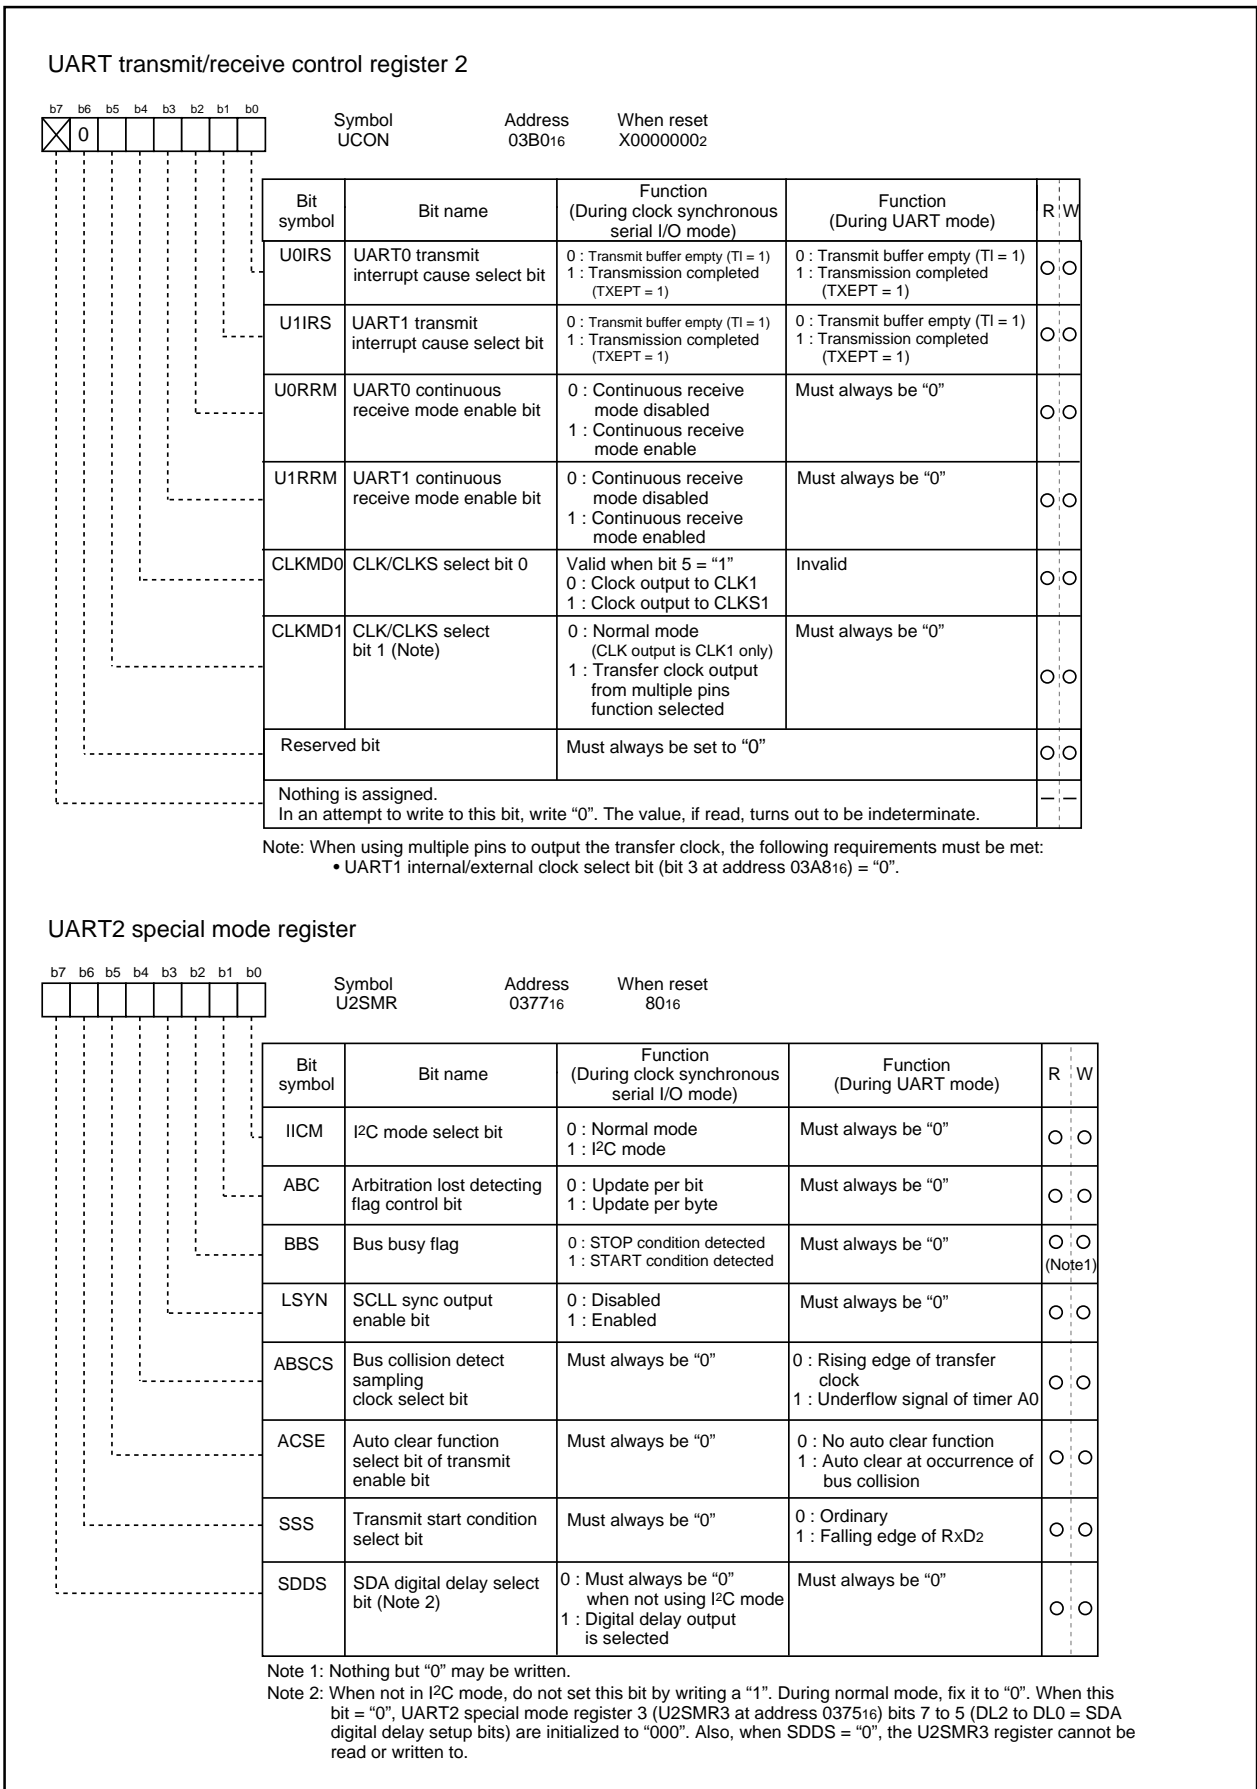 UART transmit/receive control register 2
b7 b6 b5 b4 b3 b2 b1 b0
0
Symbol Address When reset
UCON 03B016 X00000002
Bit symbol
Bit name
Function
(During clock synchronous
serial I/O mode)
Function
(During UART mode)
R W
U0IRS
UART0 transmit
interrupt cause select bit
0 : Transmit buffer empty (TI = 1)
1 : Transmission completed
(TXEPT = 1)
0 : Transmit buffer empty (TI = 1)
1 : Transmission completed
(TXEPT = 1)
U1IRS
UART1 transmit
interrupt cause select bit
0 : Transmit buffer empty (TI = 1)
1 : Transmission completed
(TXEPT = 1)
0 : Transmit buffer empty (TI = 1)
1 : Transmission completed
(TXEPT = 1)
U0RRM
UART0 continuous
receive mode enable bit
0 : Continuous receive
mode disabled
1 : Continuous receive
mode enable
Must always be “0”
U1RRM
UART1 continuous
receive mode enable bit
0 : Continuous receive
mode disabled
1 : Continuous receive
mode enabled
Must always be “0”
CLKMD0
CLK/CLKS select bit 0
Valid when bit 5 = “1”
0 : Clock output to CLK1
1 : Clock output to CLKS1
Invalid
CLKMD1
CLK/CLKS select
bit 1 (Note)
0 : Normal mode
(CLK output is CLK1 only)
1 : Transfer clock output
from multiple pins
function selected
Must always be “0”
Reserved bit
Must always be set to “0”
Nothing is assigned.
In an attempt to write to this bit, write “0”. The value, if read, turns out to be indeterminate.
– –
Note: When using multiple pins to output the transfer clock, the following requirements must be met:
• UART1 internal/external clock select bit (bit 3 at address 03A816) = “0”.
UART2 special mode register
b7 b6 b5 b4 b3 b2 b1 b0
Symbol Address When reset
U2SMR 037716 8016
Bit symbol
Bit name
Function
(During clock synchronous
serial I/O mode)
Function
(During UART mode)
R W
IICM
I2C mode select bit
0 : Normal mode
1 : I2C mode
Must always be “0”
ABC
Arbitration lost detecting
flag control bit
0 : Update per bit
1 : Update per byte
Must always be “0”
BBS
Bus busy flag
0 : STOP condition detected
1 : START condition detected
Must always be “0”
(Note1)
LSYN
SCLL sync output
enable bit
0 : Disabled
1 : Enabled
Must always be “0”
ABSCS
Bus collision detect
sampling
clock select bit
Must always be “0”
0 : Rising edge of transfer
clock
1 : Underflow signal of timer A0
ACSE
Auto clear function
select bit of transmit
enable bit
Must always be “0”
0 : No auto clear function
1 : Auto clear at occurrence of
bus collision
SSS
Transmit start condition
select bit
Must always be “0”
0 : Ordinary
1 : Falling edge of RXD2
SDDS
SDA digital delay select
bit (Note 2)
0 : Must always be “0”
when not using I2C mode
1 : Digital delay output
is selected
Must always be “0”
Note 1: Nothing but “0” may be written.
Note 2: When not in I2C mode, do not set this bit by writing a “1”. During normal mode, fix it to “0”. When this
bit = “0”, UART2 special mode register 3 (U2SMR3 at address 037516) bits 7 to 5 (DL2 to DL0 = SDA
digital delay setup bits) are initialized to “000”. Also, when SDDS = “0”, the U2SMR3 register cannot be
read or written to.